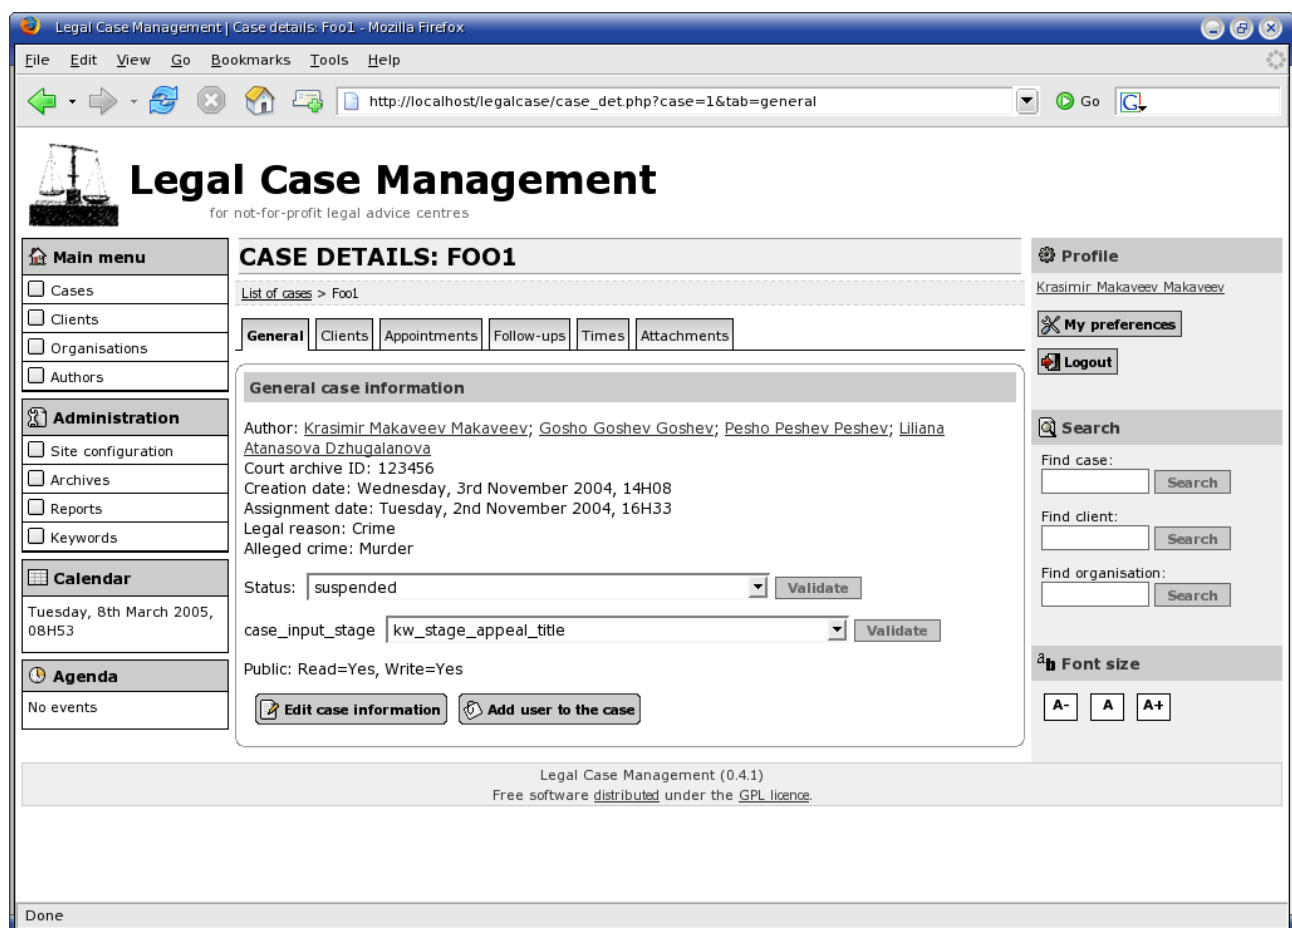 Legal Case Management | Case details: Foo1 - Mozilla Firefox
File Edit View Go Bookmarks Tools Help
http://localhost/legalcase/case_det.php?case=1&tab=general
Go
G
Legal Case Management
for not-for-profit legal advice centres
Main menu
Cases
Clients
Organisations
Authors
Administration
Site configuration
Archives
Reports
Keywords
Calendar
Tuesday, 8th March 2005,
08H53
Agenda
No events
CASE DETAILS: FOO1
List of cases > Foo1
General Clients Appointments Follow-ups Times Attachments
General case information
Author: Krasimir Makaveev Makaveev; Gosho Goshev Goshev; Pesho Peshev Peshev; Liliana
Atanasova Dzhugalanova
Court archive ID: 123456
Creation date: Wednesday, 3rd November 2004, 14H08
Assignment date: Tuesday, 2nd November 2004, 16H33
Legal reason: Crime
Alleged crime: Murder
Status: suspended Validate
case_input_stage kw_stage_appeal_title Validate
Public: Read=Yes, Write=Yes
Edit case information Add user to the case
Profile
Krasimir Makaveev Makaveev
My preferences
Logout
Search
Find case:
Search
Find client:
Search
Find organisation:
Search
ab Font size
A- A A+
Legal Case Management (0.4.1)
Free software distributed under the GPL licence.
Done